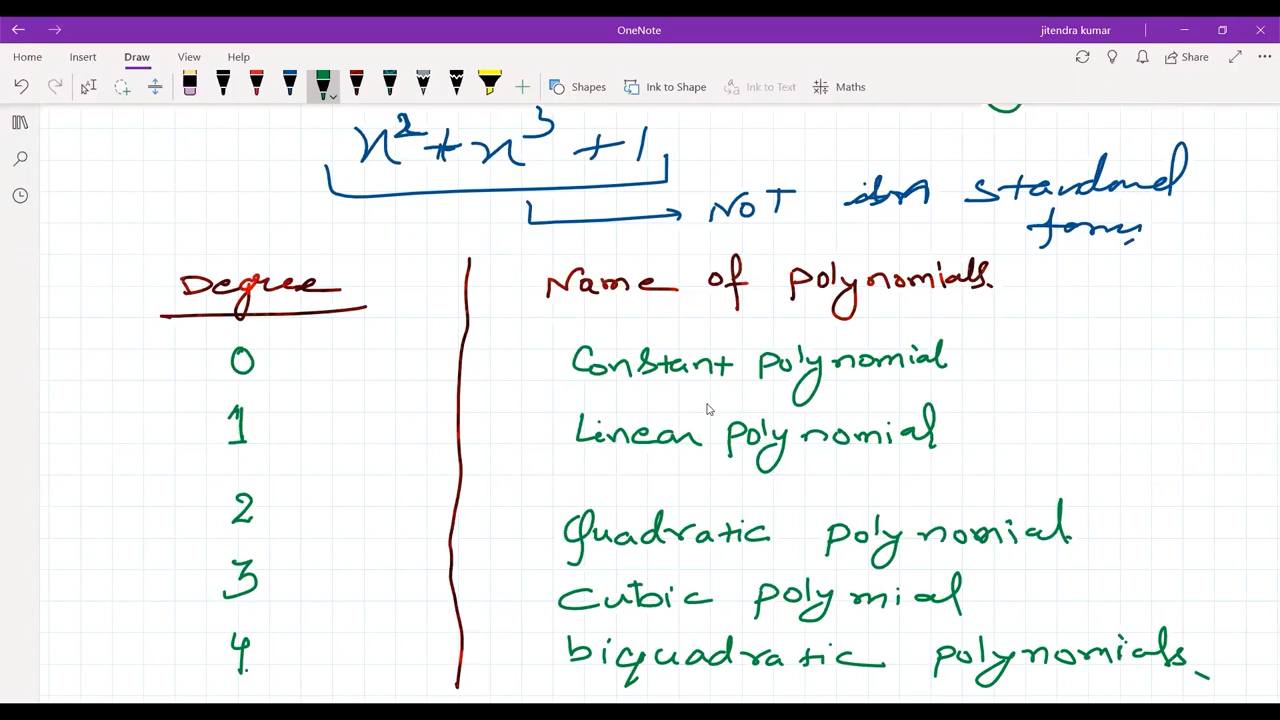 OneNote
jitendra kumar
Home Insert Draw View Help
Share
Shapes Ink to Shape Ink to Text Maths
x² + x³ + 1
NOT standard
form
Degree Name of polynomials.
0 Constant polynomial
1 Linear polynomial
2 Quadratic polynomial
3 Cubic polymial
4 biquadratic polynomials